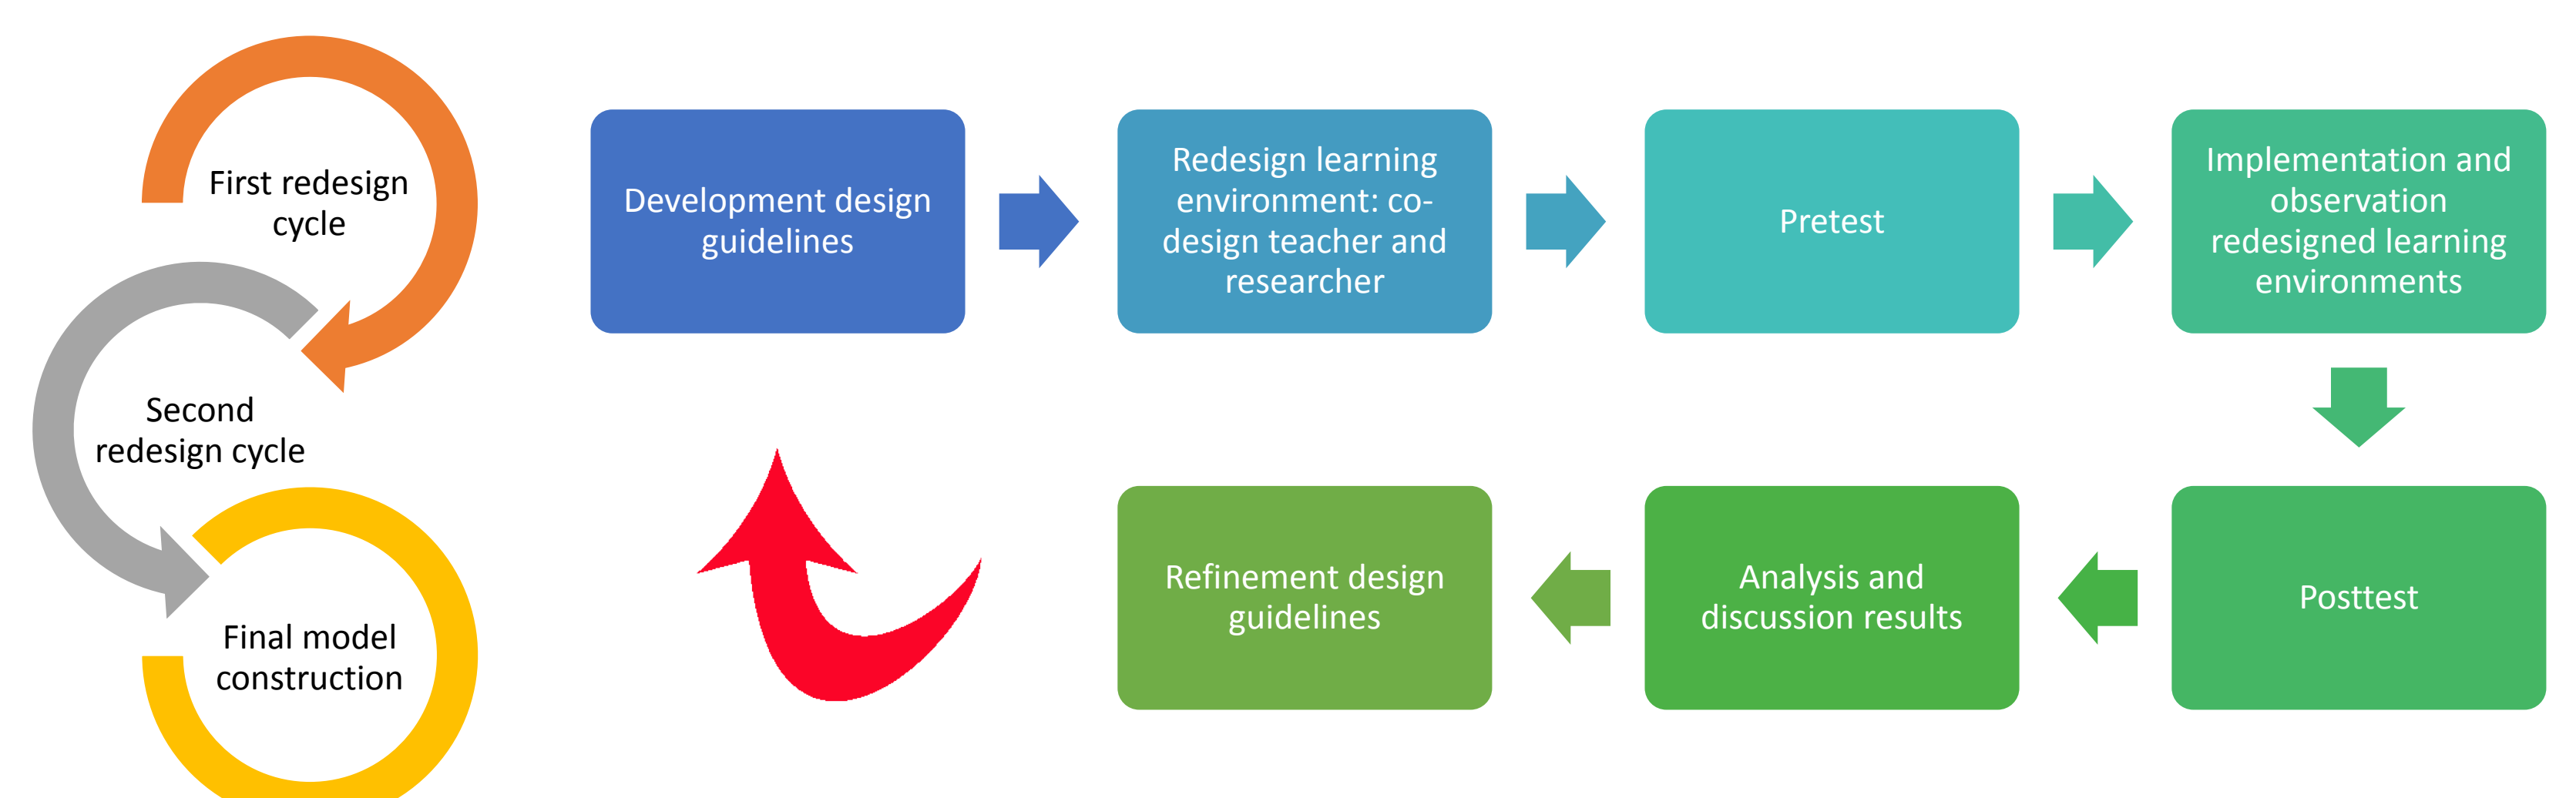 First redesign
cycle
Second
redesign cycle
Final model
construction
Development design
guidelines
Redesign learning
environment: co-
design teacher and
researcher
Pretest
Implementation and
observation
redesigned learning
environments
Refinement design
guidelines
Analysis and
discussion results
Posttest